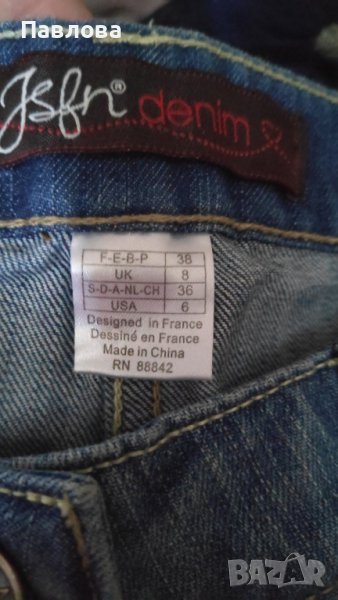 Павлова
Jsfn® denim
F-E-B-P 38
UK 8
S-D-A-NL-CH 36
USA 6
Designed in France
Dessiné en France
Made in China
RN 88842
BAZAR